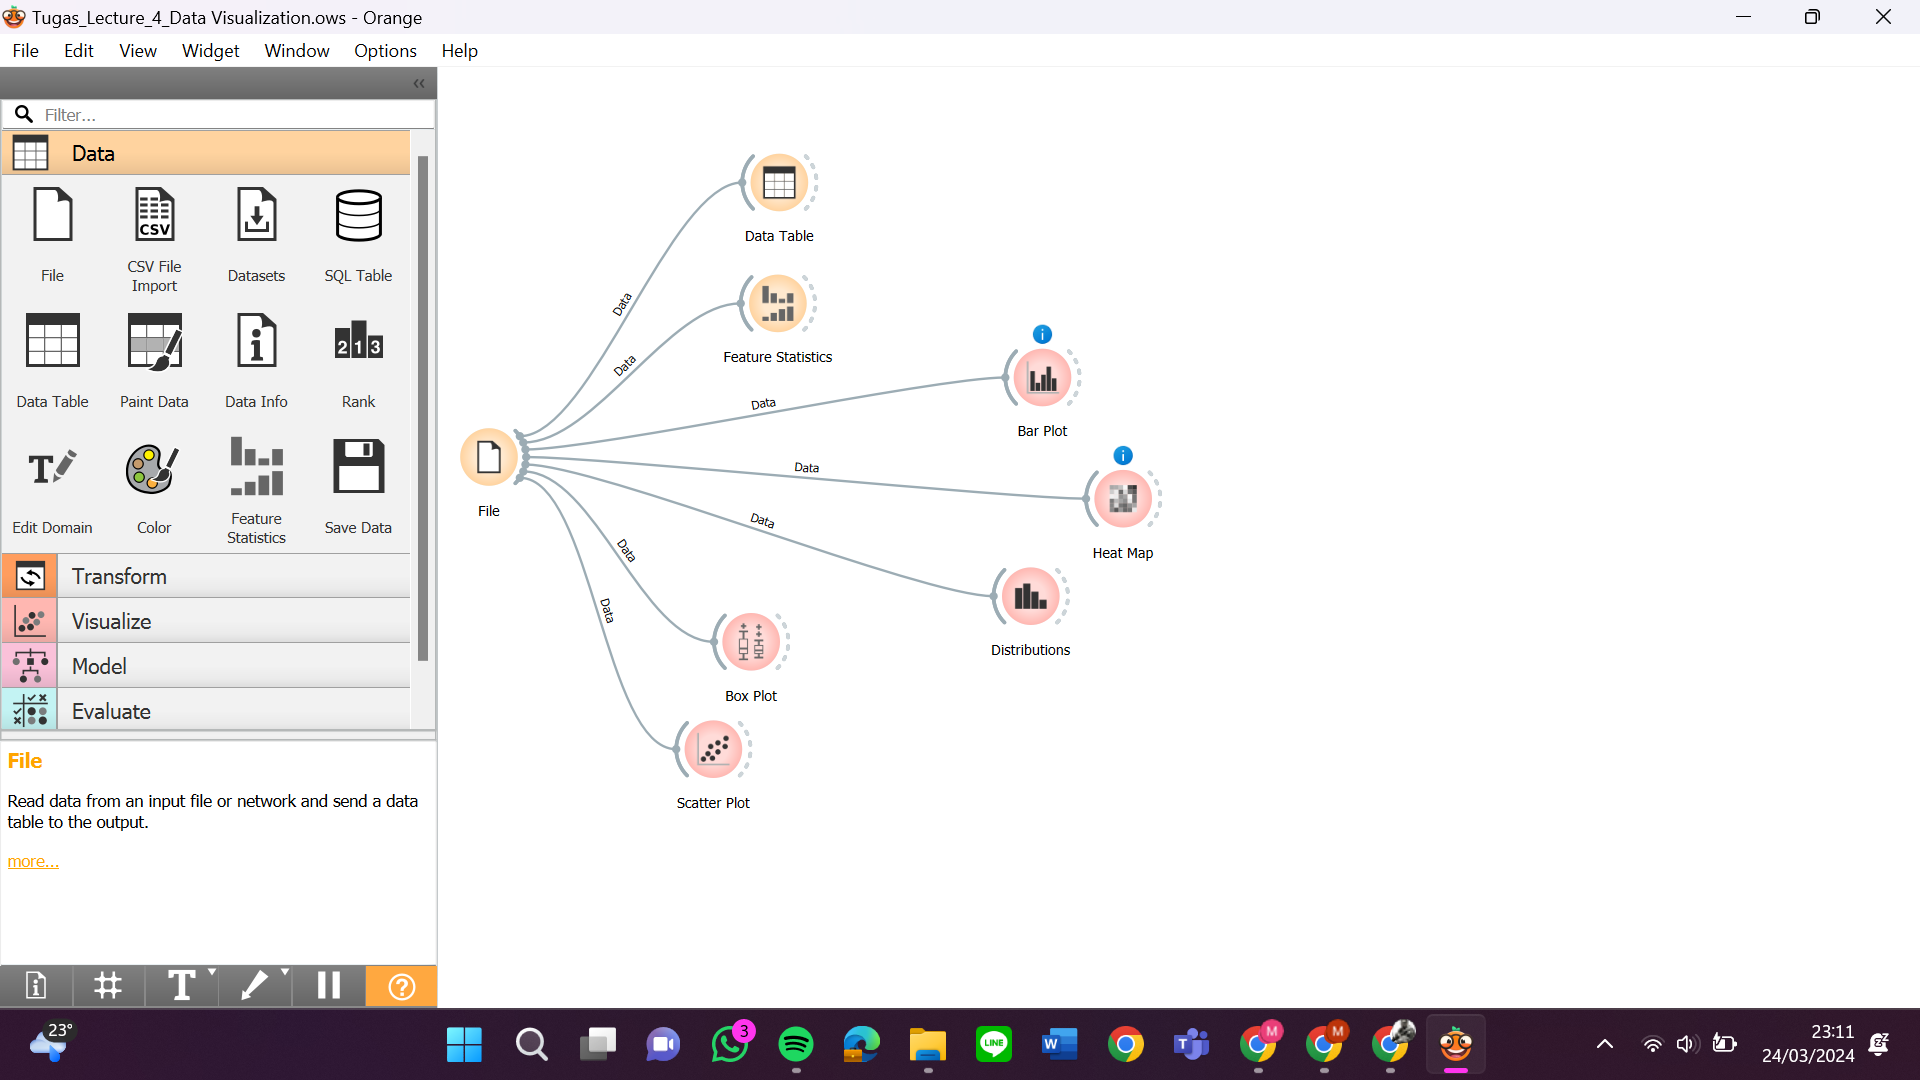 Tugas_Lecture_4_Data Visualization.ows - Orange
File Edit View Widget Window Options Help
Filter...
Data
File
CSV File
Import
Datasets
SQL Table
Data Table
Paint Data
Data Info
Rank
Edit Domain
Color
Feature
Statistics
Save Data
Transform
Visualize
Model
Evaluate
File
Read data from an input file or network and send a data
table to the output.
more...
Data Table
Data
Feature Statistics
Data
Bar Plot
Data
Heat Map
Data
File
Data
Distributions
Data
Box Plot
Data
Scatter Plot
23°
3
LINE
W
T
M
M
23:11
24/03/2024